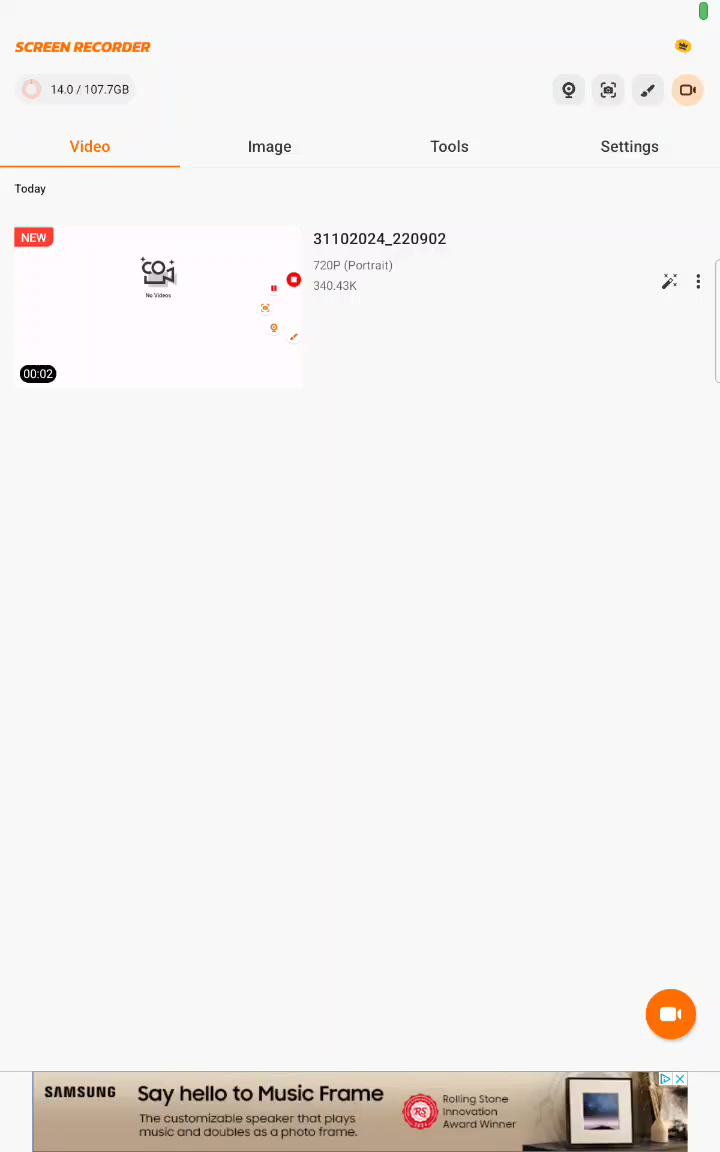 SCREEN RECORDER
14.0 / 107.7GB
Video
Image
Tools
Settings
Today
NEW
No Videos
00:02
31102024_220902
720P (Portrait)
340.43K
SAMSUNG
Say hello to Music Frame
The customizable speaker that plays
music and doubles as a photo frame.
RS
Rolling Stone
Innovation
Award Winner